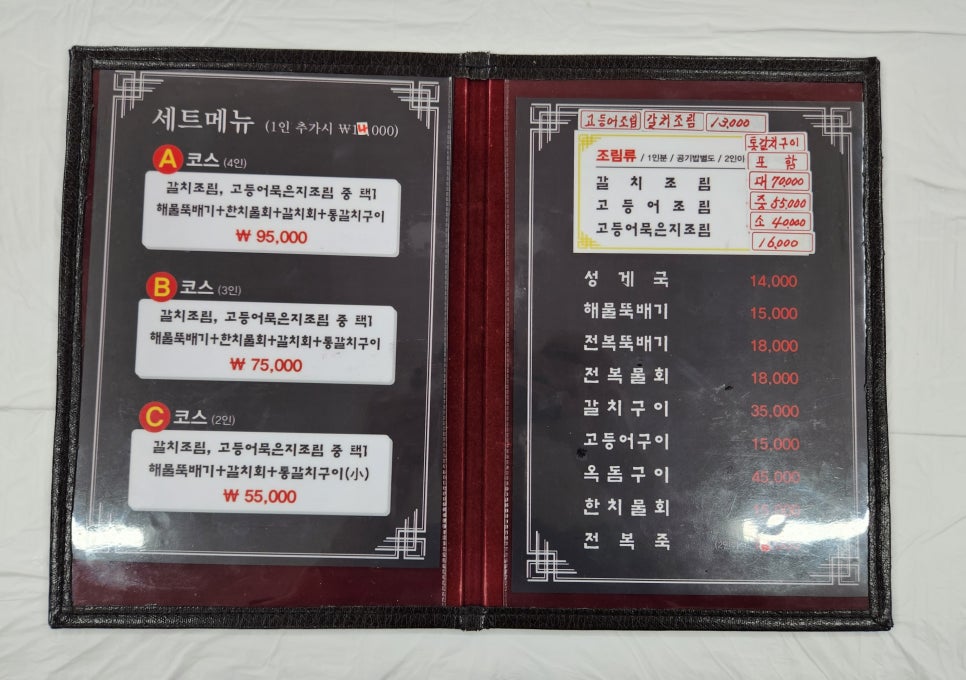 세트메뉴 (1인 추가시 ₩14,000)
A 코스 (4인)
갈치조림, 고등어묵은지조림 중 택1
해물뚝배기+한치물회+갈치회+통갈치구이
₩ 95,000
B 코스 (3인)
갈치조림, 고등어묵은지조림 중 택1
해물뚝배기+한치물회+갈치회+통갈치구이
₩ 75,000
C 코스 (2인)
갈치조림, 고등어묵은지조림 중 택1
해물뚝배기+갈치회+통갈치구이(小)
₩ 55,000
고등어조림 갈치조림 13,000
통갈치구이
조림류 / 1인분 / 공기밥별도 / 2인이
포 함
갈치조림 대 70,000
고등어조림 중 55,000
소 40000
고등어묵은지조림 16,000
성게국 14,000
해물뚝배기 15,000
전복뚝배기 18,000
전복물회 18,000
갈치구이 35,000
고등어구이 15,000
옥돔구이 45,000
한치물회
전복죽